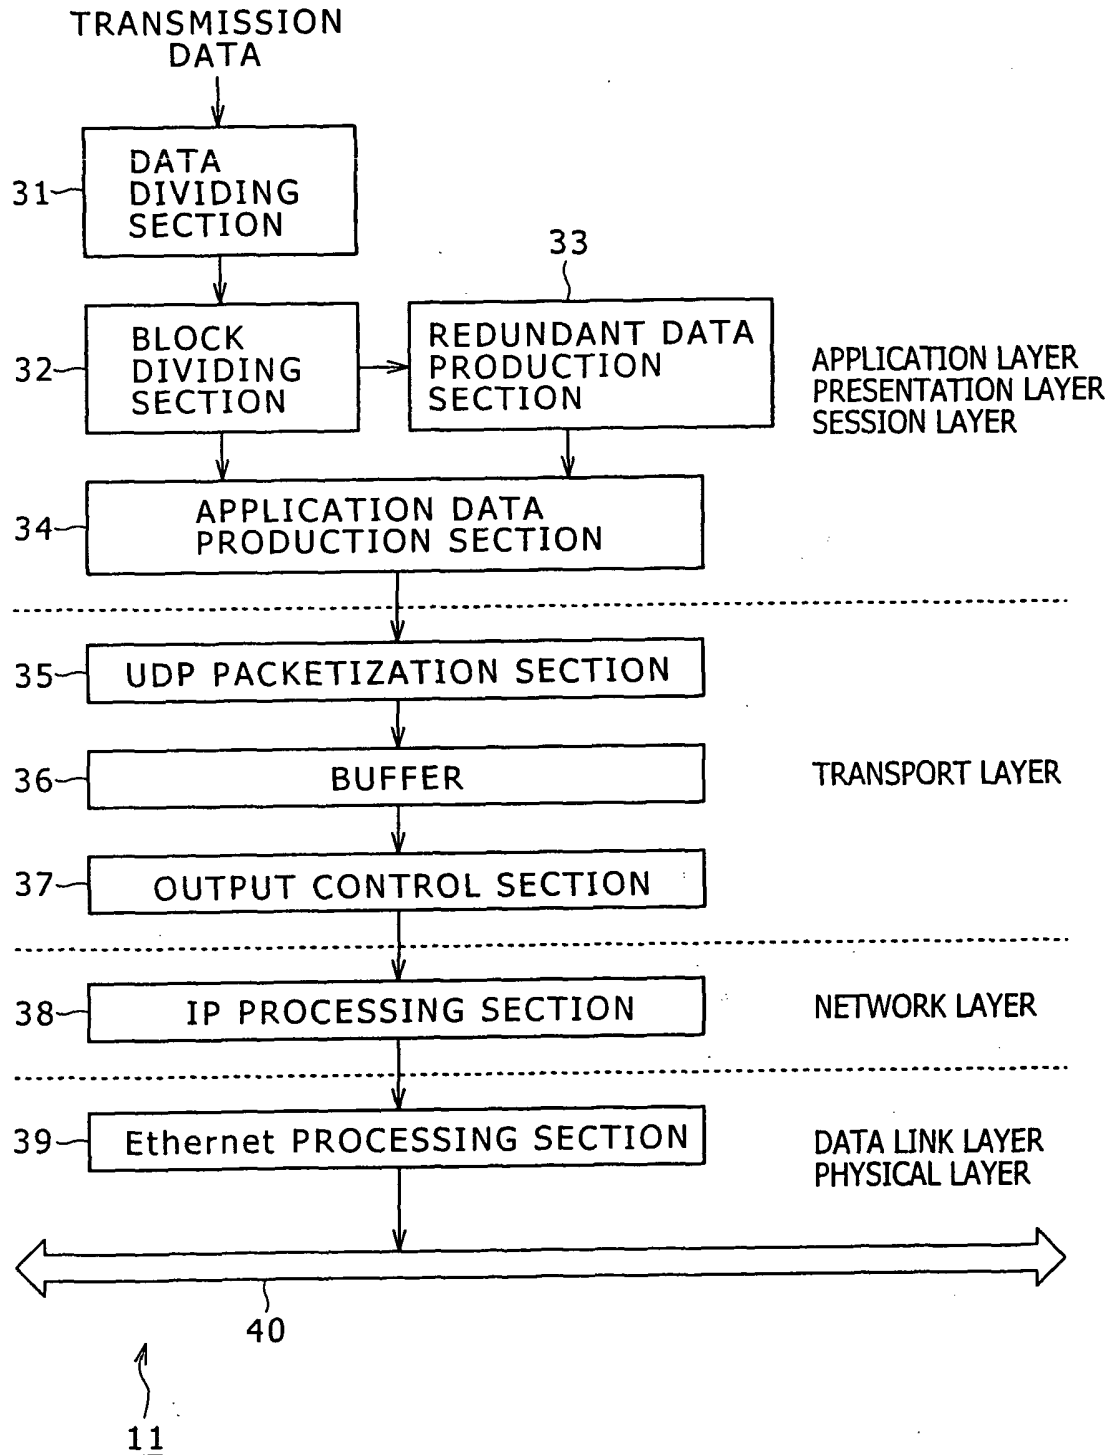 TRANSMISSION
DATA
31
DATA
DIVIDING
SECTION
33
32
BLOCK
DIVIDING
SECTION
REDUNDANT DATA
PRODUCTION
SECTION
APPLICATION LAYER
PRESENTATION LAYER
SESSION LAYER
34
APPLICATION DATA
PRODUCTION SECTION
35
UDP PACKETIZATION SECTION
36
BUFFER
TRANSPORT LAYER
37
OUTPUT CONTROL SECTION
38
IP PROCESSING SECTION
NETWORK LAYER
39
Ethernet PROCESSING SECTION
DATA LINK LAYER
PHYSICAL LAYER
40
11